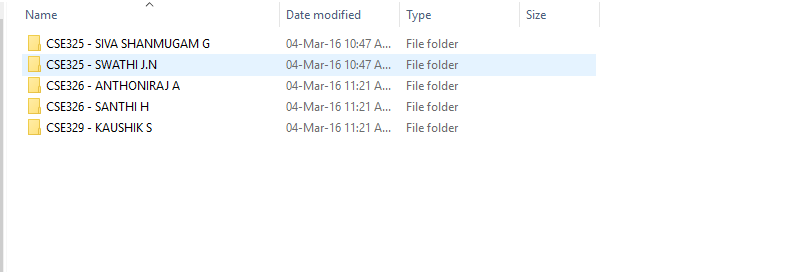 Name Date modified Type Size
CSE325 - SIVA SHANMUGAM G 04-Mar-16 10:47 A... File folder
CSE325 - SWATHI J.N 04-Mar-16 10:47 A... File folder
CSE326 - ANTHONIRAJ A 04-Mar-16 11:21 A... File folder
CSE326 - SANTHI H 04-Mar-16 11:21 A... File folder
CSE329 - KAUSHIK S 04-Mar-16 11:21 A... File folder